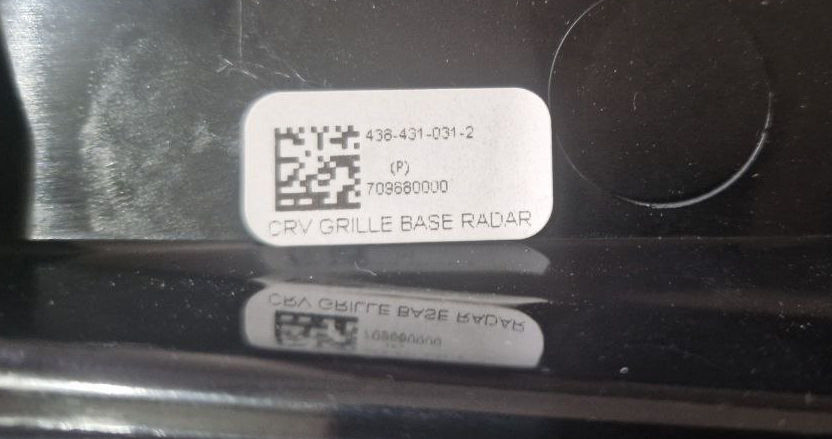 438-431-031-2
(P)
709680000
CRV GRILLE BASE RADAR